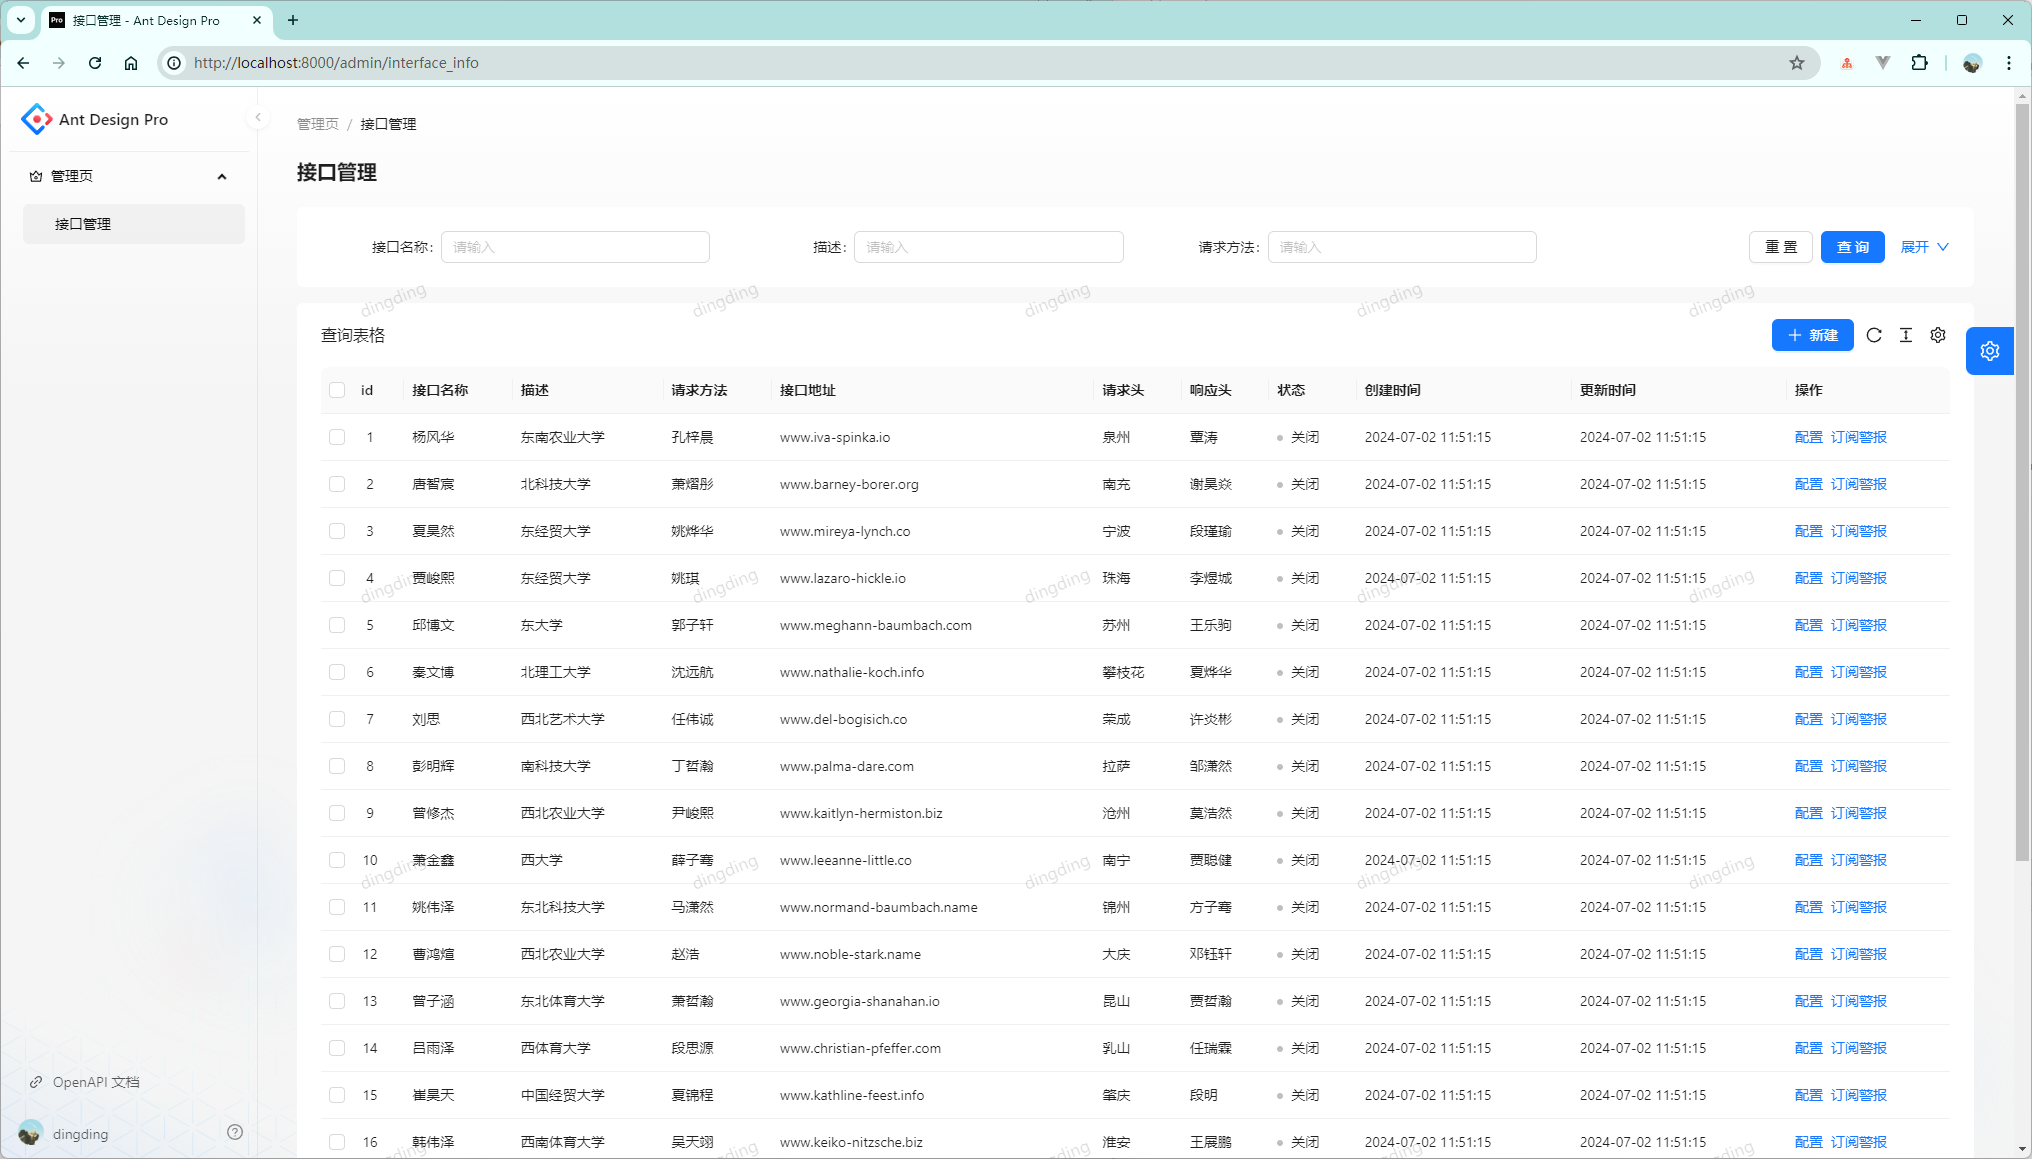 接口管理 - Ant Design Pro
http://localhost:8000/admin/interface_info
Ant Design Pro
管理页
接口管理
OpenAPI 文档
dingding
管理页 / 接口管理
接口管理
接口名称: 请输入 描述: 请输入 请求方法: 请输入 重 置 查 询 展开
查询表格 新建
id 接口名称 描述 请求方法 接口地址 请求头 响应头 状态 创建时间 更新时间 操作
1 杨风华 东南农业大学 孔梓晨 www.iva-spinka.io 泉州 覃涛 关闭 2024-07-02 11:51:15 2024-07-02 11:51:15 配置 订阅警报
2 唐智宸 北科技大学 萧熠彤 www.barney-borer.org 南充 谢昊焱 关闭 2024-07-02 11:51:15 2024-07-02 11:51:15 配置 订阅警报
3 夏昊然 东经贸大学 姚烨华 www.mireya-lynch.co 宁波 段瑾瑜 关闭 2024-07-02 11:51:15 2024-07-02 11:51:15 配置 订阅警报
4 贾峻熙 东经贸大学 姚琪 www.lazaro-hickle.io 珠海 李煜城 关闭 2024-07-02 11:51:15 2024-07-02 11:51:15 配置 订阅警报
5 邱博文 东大学 郭子轩 www.meghann-baumbach.com 苏州 王乐驹 关闭 2024-07-02 11:51:15 2024-07-02 11:51:15 配置 订阅警报
6 秦文博 北理工大学 沈远航 www.nathalie-koch.info 攀枝花 夏烨华 关闭 2024-07-02 11:51:15 2024-07-02 11:51:15 配置 订阅警报
7 刘思 西北艺术大学 任伟诚 www.del-bogisich.co 荣成 许炎彬 关闭 2024-07-02 11:51:15 2024-07-02 11:51:15 配置 订阅警报
8 彭明辉 南科技大学 丁哲瀚 www.palma-dare.com 拉萨 邹潇然 关闭 2024-07-02 11:51:15 2024-07-02 11:51:15 配置 订阅警报
9 曾修杰 西北农业大学 尹峻熙 www.kaitlyn-hermiston.biz 沧州 莫浩然 关闭 2024-07-02 11:51:15 2024-07-02 11:51:15 配置 订阅警报
10 萧金鑫 西大学 薛子骞 www.leeanne-little.co 南宁 贾聪健 关闭 2024-07-02 11:51:15 2024-07-02 11:51:15 配置 订阅警报
11 姚伟泽 东北科技大学 马潇然 www.normand-baumbach.name 锦州 方子骞 关闭 2024-07-02 11:51:15 2024-07-02 11:51:15 配置 订阅警报
12 曹鸿煊 西北农业大学 赵浩 www.noble-stark.name 大庆 邓钰轩 关闭 2024-07-02 11:51:15 2024-07-02 11:51:15 配置 订阅警报
13 曾子涵 东北体育大学 萧哲瀚 www.georgia-shanahan.io 昆山 贾哲瀚 关闭 2024-07-02 11:51:15 2024-07-02 11:51:15 配置 订阅警报
14 吕雨泽 西体育大学 段思源 www.christian-pfeffer.com 乳山 任瑞霖 关闭 2024-07-02 11:51:15 2024-07-02 11:51:15 配置 订阅警报
15 崔昊天 中国经贸大学 夏锦程 www.kathline-feest.info 肇庆 段明 关闭 2024-07-02 11:51:15 2024-07-02 11:51:15 配置 订阅警报
16 韩伟泽 西南体育大学 吴天翊 www.keiko-nitzsche.biz 淮安 王展鹏 关闭 2024-07-02 11:51:15 2024-07-02 11:51:15 配置 订阅警报
dingding dingding dingding dingding dingding
dingding dingding dingding dingding dingding
dingding dingding dingding dingding dingding
dingding dingding dingding dingding dingding